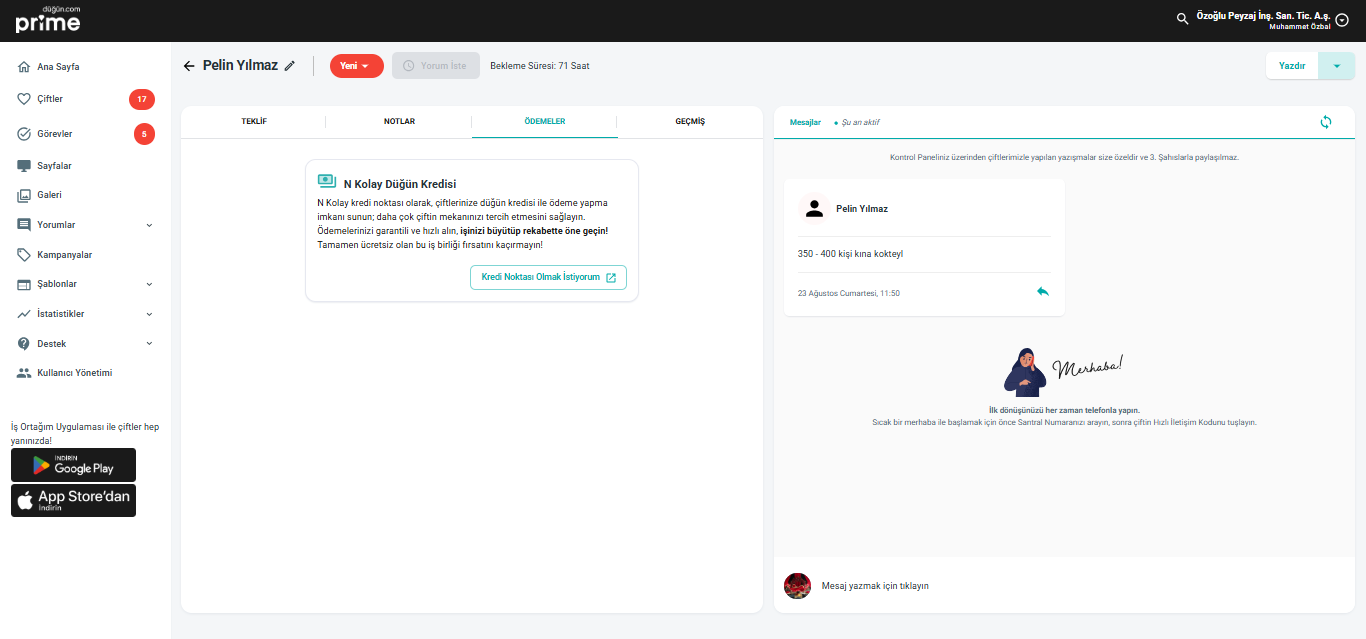 düğün.com
prime
Özoğlu Peyzaj İnş. San. Tic. A.ş.
Muhammet Özbal
Ana Sayfa
Çiftler
17
Görevler
5
Sayfalar
Galeri
Yorumlar
Kampanyalar
Şablonlar
İstatistikler
Destek
Kullanıcı Yönetimi
İş Ortağım Uygulaması ile çiftler hep
yanınızda!
İNDİRİN
Google Play
App Store'dan
İndirin
Pelin Yılmaz
Yeni
Yorum İste
Bekleme Süresi: 71 Saat
Yazdır
TEKLİF
NOTLAR
ÖDEMELER
GEÇMİŞ
N Kolay Düğün Kredisi
N Kolay kredi noktası olarak, çiftlerinize düğün kredisi ile ödeme yapma
imkanı sunun; daha çok çiftin mekanınızı tercih etmesini sağlayın.
Ödemelerinizi garantili ve hızlı alın, işinizi büyütüp rekabette öne geçin!
Tamamen ücretsiz olan bu iş birliği fırsatını kaçırmayın!
Kredi Noktası Olmak İstiyorum
Mesajlar
Şu an aktif
Kontrol Paneliniz üzerinden çiftlerimizle yapılan yazışmalar size özeldir ve 3. Şahıslarla paylaşılmaz.
Pelin Yılmaz
350 - 400 kişi kına kokteyl
23 Ağustos Cumartesi, 11:50
Merhaba!
İlk dönüşünüzü her zaman telefonla yapın.
Sıcak bir merhaba ile başlamak için önce Santral Numaranızı arayın, sonra çiftin Hızlı İletişim Kodunu tuşlayın.
Mesaj yazmak için tıklayın